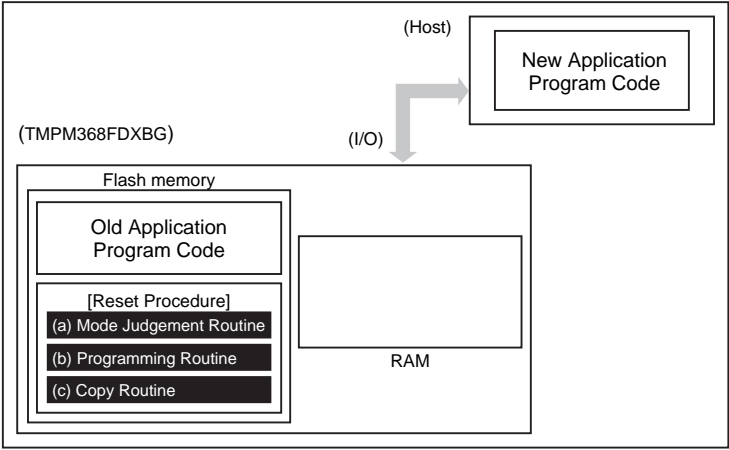 (Host)
New Application
Program Code
(TMPM368FDXBG)
(I/O)
Flash memory
Old Application
Program Code
[Reset Procedure]
(a) Mode Judgement Routine
(b) Programming Routine
(c) Copy Routine
RAM